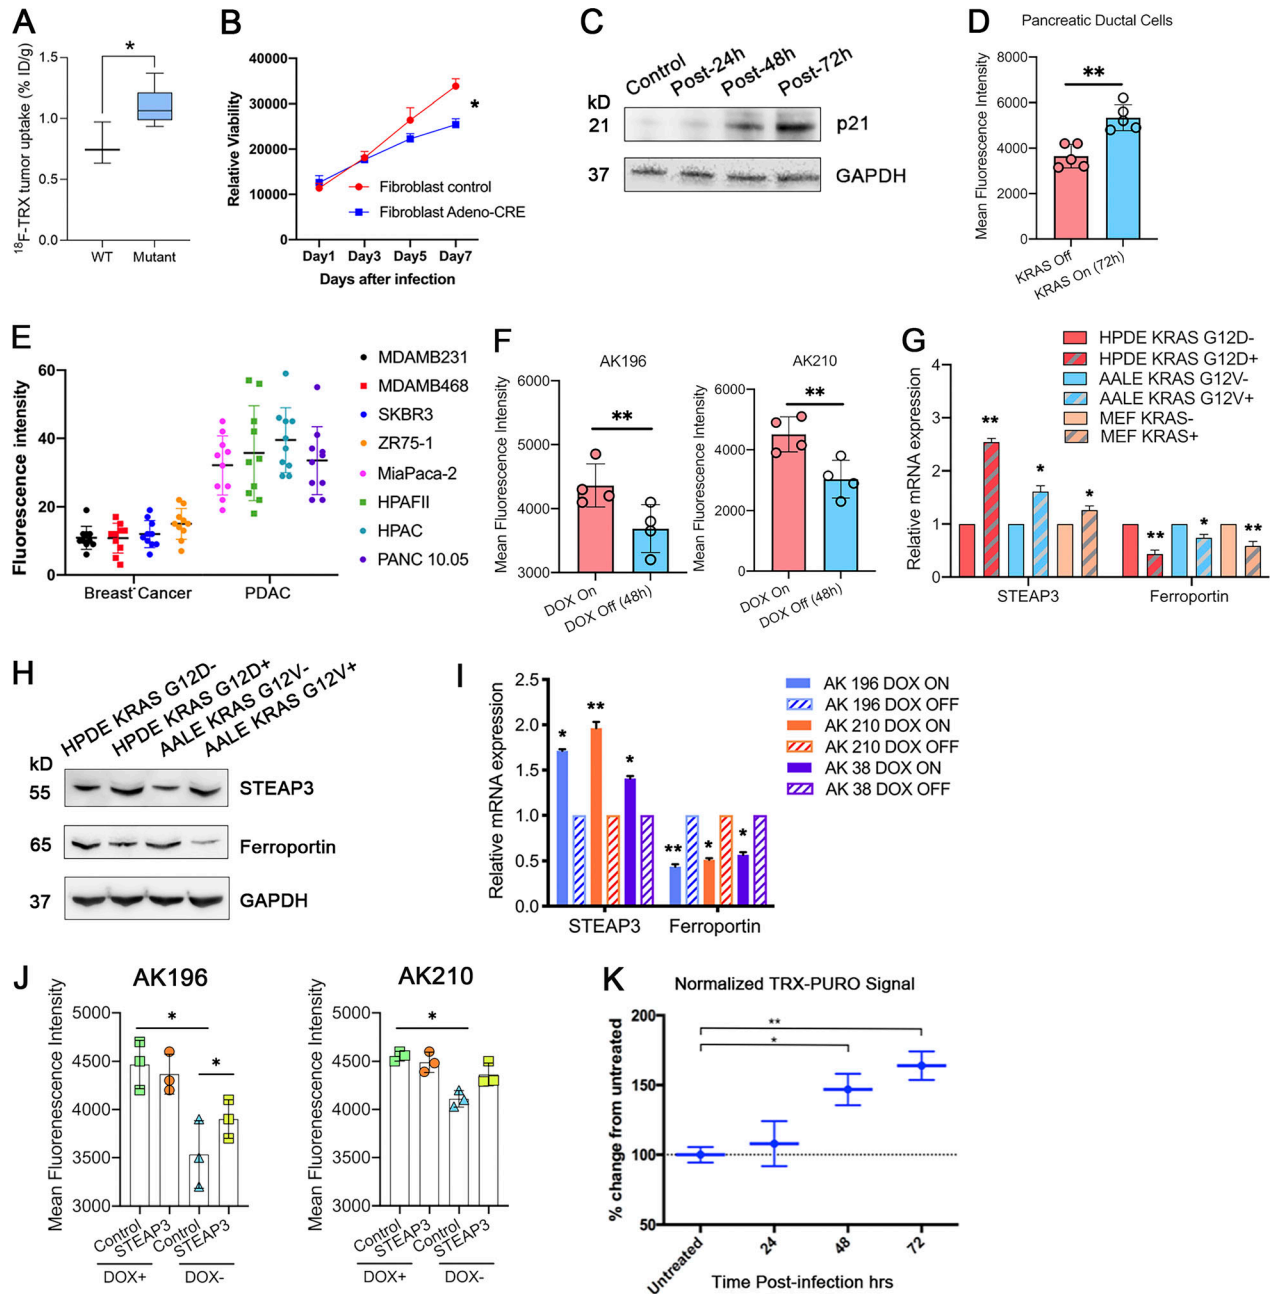 A
18F-TRX tumor uptake (% ID/g)
1.5
1.0
0.5
0.0
*
WT
Mutant
B
Relative Viability
40000
30000
20000
10000
0
*
Fibroblast control
Fibroblast Adeno-CRE
Day1
Day3
Day5
Day7
Days after infection
C
Control
Post-24h
Post-48h
Post-72h
kD
21
p21
37
GAPDH
D
Pancreatic Ductal Cells
Mean Fluorescence Intensity
8000
6000
4000
2000
0
**
KRAS Off
KRAS On (72h)
E
Fluorescence intensity
60
40
20
0
Breast Cancer
PDAC
MDAMB231
MDAMB468
SKBR3
ZR75-1
MiaPaca-2
HPAFII
HPAC
PANC 10.05
F
AK196
Mean Fluorescence Intensity
6000
5000
4000
3000
**
DOX On
DOX Off (48h)
AK210
Mean Fluorescence Intensity
6000
4000
2000
0
**
DOX On
DOX Off (48h)
G
HPDE KRAS G12D-
HPDE KRAS G12D+
AALE KRAS G12V-
AALE KRAS G12V+
MEF KRAS-
MEF KRAS+
Relative mRNA expression
4
3
2
1
0
**
*
*
**
*
**
STEAP3
Ferroportin
H
HPDE KRAS G12D-
HPDE KRAS G12D+
AALE KRAS G12V-
AALE KRAS G12V+
kD
55
STEAP3
65
Ferroportin
37
GAPDH
I
Relative mRNA expression
2.5
2.0
1.5
1.0
0.5
0.0
*
**
*
**
*
*
STEAP3
Ferroportin
AK 196 DOX ON
AK 196 DOX OFF
AK 210 DOX ON
AK 210 DOX OFF
AK 38 DOX ON
AK 38 DOX OFF
J
AK196
Mean Fluorenescence Intensity
5000
4500
4000
3500
3000
*
*
Control
STEAP3
Control
STEAP3
DOX+
DOX-
AK210
Mean Fluorenescence Intensity
5000
4500
4000
3500
3000
*
Control
STEAP3
Control
STEAP3
DOX+
DOX-
K
Normalized TRX-PURO Signal
% change from untreated
200
150
100
50
**
*
Untreated
24
48
72
Time Post-infection hrs